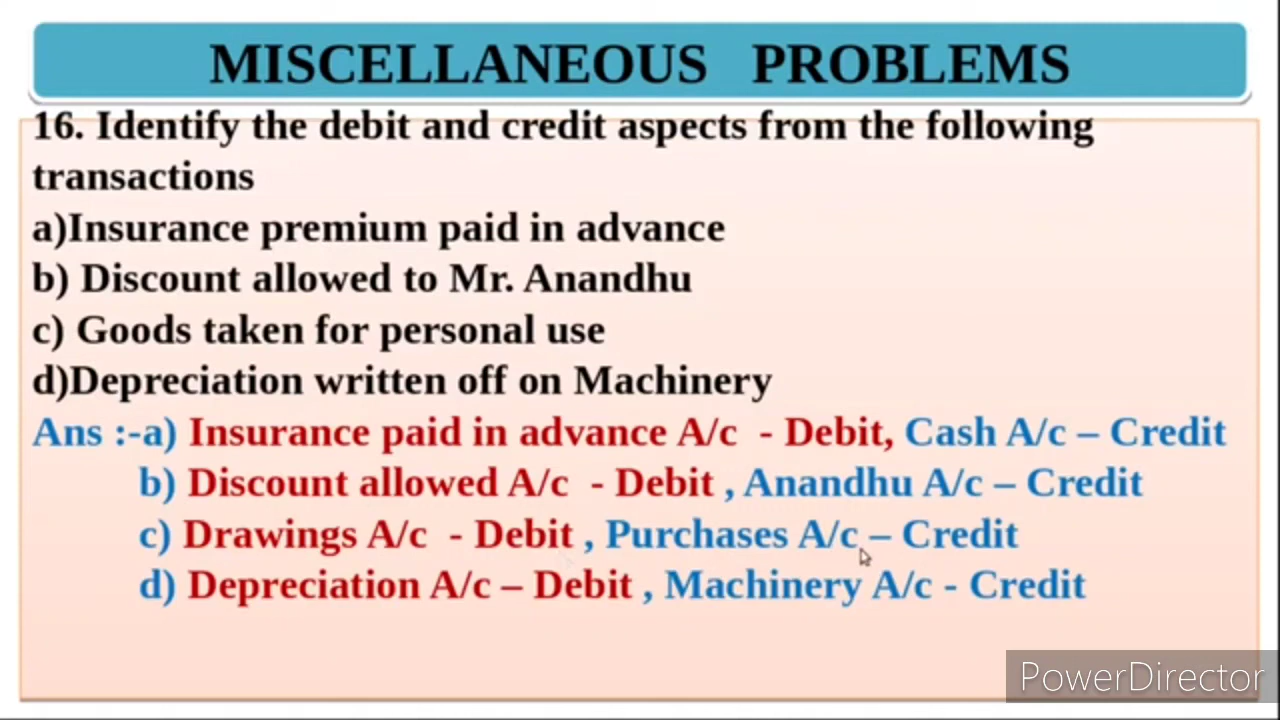 MISCELLANEOUS PROBLEMS
16. Identify the debit and credit aspects from the following
transactions
a)Insurance premium paid in advance
b) Discount allowed to Mr. Anandhu
c) Goods taken for personal use
d)Depreciation written off on Machinery
Ans :-a) Insurance paid in advance A/c - Debit, Cash A/c – Credit
b) Discount allowed A/c - Debit , Anandhu A/c – Credit
c) Drawings A/c - Debit , Purchases A/c – Credit
d) Depreciation A/c – Debit , Machinery A/c - Credit
PowerDirector